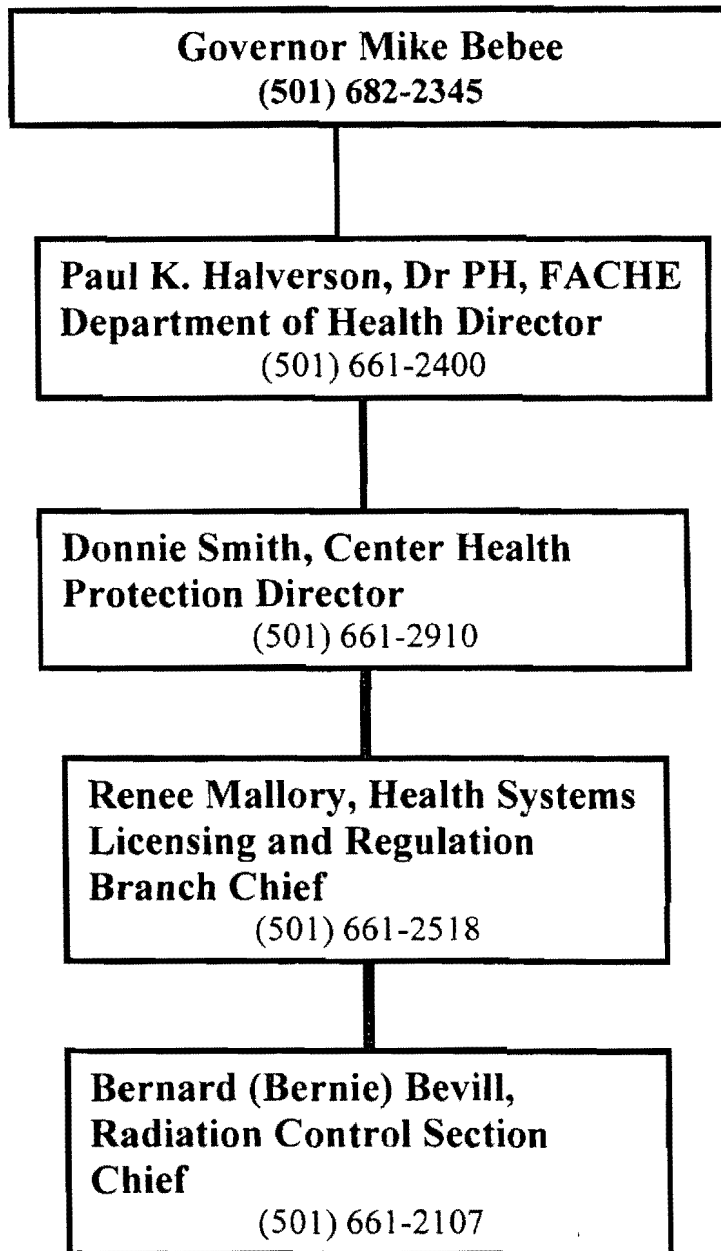 Governor Mike Bebee
(501) 682-2345
Paul K. Halverson, Dr PH, FACHE
Department of Health Director
(501) 661-2400
Donnie Smith, Center Health
Protection Director
(501) 661-2910
Renee Mallory, Health Systems
Licensing and Regulation
Branch Chief
(501) 661-2518
Bernard (Bernie) Bevill,
Radiation Control Section
Chief
(501) 661-2107